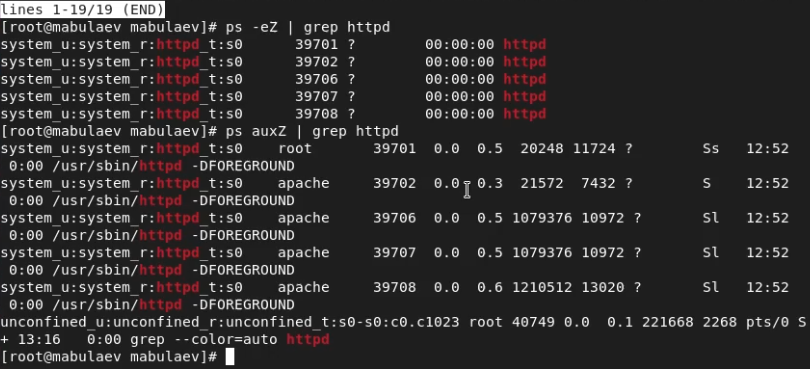 lines 1-19/19 (END)
[root@mabulaev mabulaev]# ps -eZ | grep httpd
system_u:system_r:httpd_t:s0      39701 ?        00:00:00 httpd
system_u:system_r:httpd_t:s0      39702 ?        00:00:00 httpd
system_u:system_r:httpd_t:s0      39706 ?        00:00:00 httpd
system_u:system_r:httpd_t:s0      39707 ?        00:00:00 httpd
system_u:system_r:httpd_t:s0      39708 ?        00:00:00 httpd
[root@mabulaev mabulaev]# ps auxZ | grep httpd
system_u:system_r:httpd_t:s0    root       39701  0.0  0.5  20248 11724 ?        Ss   12:52
 0:00 /usr/sbin/httpd -DFOREGROUND
system_u:system_r:httpd_t:s0    apache     39702  0.0  0.3  21572  7432 ?        S    12:52
 0:00 /usr/sbin/httpd -DFOREGROUND
system_u:system_r:httpd_t:s0    apache     39706  0.0  0.5 1079376 10972 ?       Sl   12:52
 0:00 /usr/sbin/httpd -DFOREGROUND
system_u:system_r:httpd_t:s0    apache     39707  0.0  0.5 1079376 10972 ?       Sl   12:52
 0:00 /usr/sbin/httpd -DFOREGROUND
system_u:system_r:httpd_t:s0    apache     39708  0.0  0.6 1210512 13020 ?       Sl   12:52
 0:00 /usr/sbin/httpd -DFOREGROUND
unconfined_u:unconfined_r:unconfined_t:s0-s0:c0.c1023 root 40749 0.0  0.1 221668 2268 pts/0 S
+ 13:16   0:00 grep --color=auto httpd
[root@mabulaev mabulaev]#